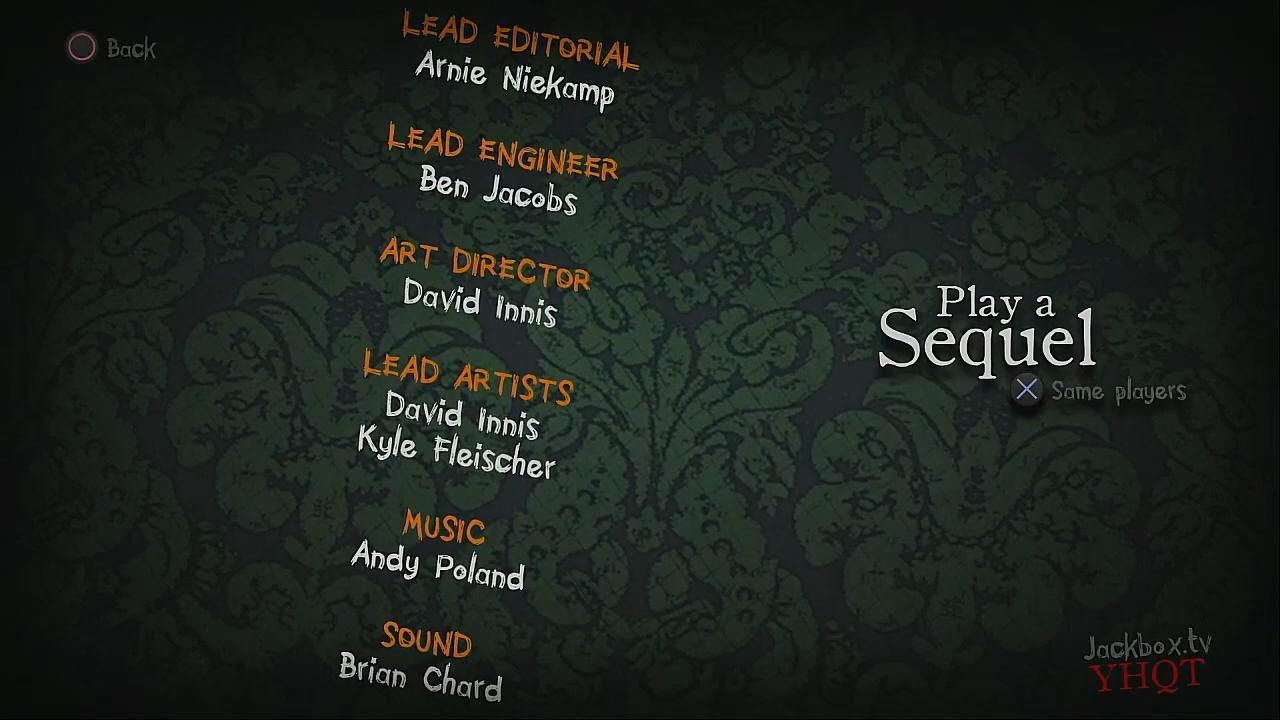 Back
LEAD EDITORIAL
Arnie Niekamp
LEAD ENGINEER
Ben Jacobs
ART DIRECTOR
David Innis
LEAD ARTISTS
David Innis
Kyle Fleischer
MUSIC
Andy Poland
SOUND
Brian Chard
Play a
Sequel
Same players
Jackbox.tv
YHQT